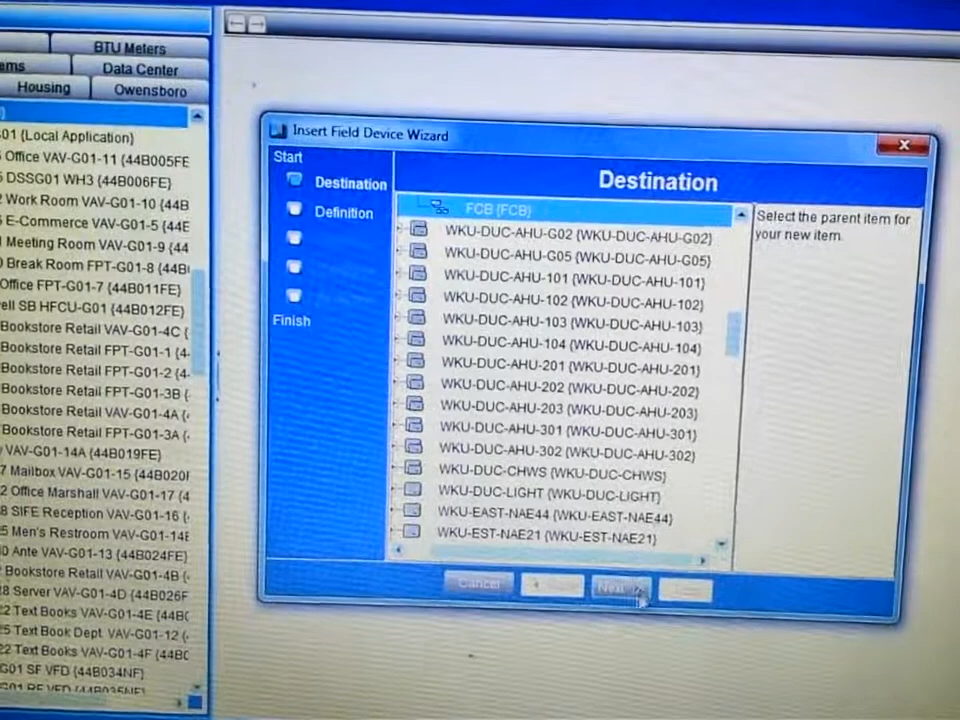 BTU Meters
ems
Data Center
Housing
Owensboro
G01 {Local Application}
Office VAV-G01-11 {44B005FE
DSSG01 WH3 {44B006FE}
Work Room VAV-G01-10 {44B
E-Commerce VAV-G01-5 {44E
Meeting Room VAV-G01-9 {44
Break Room FPT-G01-8 {44B
Office FPT-G01-7 {44B011FE}
ell SB HFCU-G01 {44B012FE}
Bookstore Retail VAV-G01-4C {
Bookstore Retail FPT-G01-1 {4
Bookstore Retail FPT-G01-2 {4
Bookstore Retail FPT-G01-3B {
Bookstore Retail VAV-G01-4A {
Bookstore Retail FPT-G01-3A {
VAV-G01-14A {44B019FE}
7 Mailbox VAV-G01-15 {44B020F
2 Office Marshall VAV-G01-17 {4
8 SIFE Reception VAV-G01-16 {
5 Men's Restroom VAV-G01-14B
0 Ante VAV-G01-13 {44B024FE}
2 Bookstore Retail VAV-G01-4B {
28 Server VAV-G01-4D {44B026F
22 Text Books VAV-G01-4E {44B
25 Text Book Dept VAV-G01-12 {
22 Text Books VAV-G01-4F {44B
G01 SF VFD {44B034NF}
G01 RF VFD {44B035NF}
Insert Field Device Wizard
Start
Destination
Definition
Finish
Destination
FCB {FCB}
WKU-DUC-AHU-G02 {WKU-DUC-AHU-G02}
WKU-DUC-AHU-G05 {WKU-DUC-AHU-G05}
WKU-DUC-AHU-101 {WKU-DUC-AHU-101}
WKU-DUC-AHU-102 {WKU-DUC-AHU-102}
WKU-DUC-AHU-103 {WKU-DUC-AHU-103}
WKU-DUC-AHU-104 {WKU-DUC-AHU-104}
WKU-DUC-AHU-201 {WKU-DUC-AHU-201}
WKU-DUC-AHU-202 {WKU-DUC-AHU-202}
WKU-DUC-AHU-203 {WKU-DUC-AHU-203}
WKU-DUC-AHU-301 {WKU-DUC-AHU-301}
WKU-DUC-AHU-302 {WKU-DUC-AHU-302}
WKU-DUC-CHWS {WKU-DUC-CHWS}
WKU-DUC-LIGHT {WKU-DUC-LIGHT}
WKU-EAST-NAE44 {WKU-EAST-NAE44}
WKU-EST-NAE21 {WKU-EST-NAE21}
Select the parent item for
your new item.
Cancel
Next